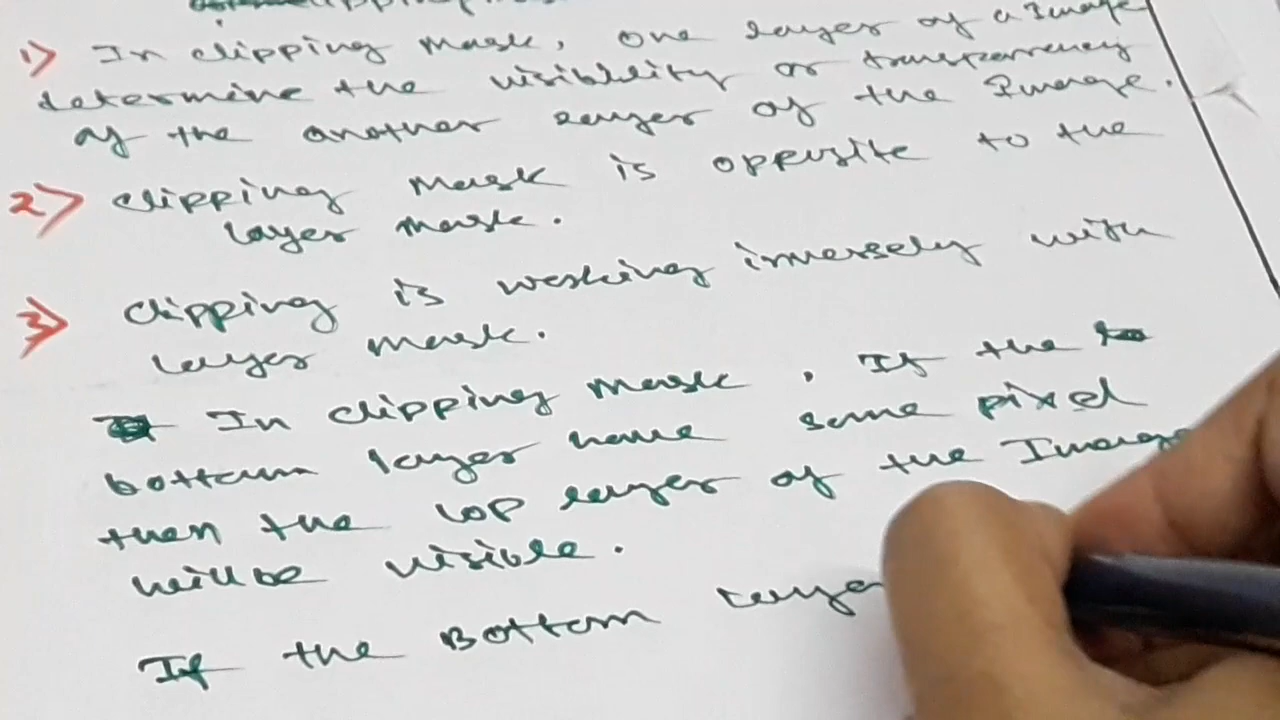 1) In clipping mask, one layer of a Image
determine the visiblity or transparency
of the another layer of the Image.
2) clipping mask is opposite to the
layer mask.
3) clipping is working inversely with
layer mask.
In clipping mask, If the
bottom layer have some pixel
then the top layer of the Image
will be visible.
If the Bottom laye